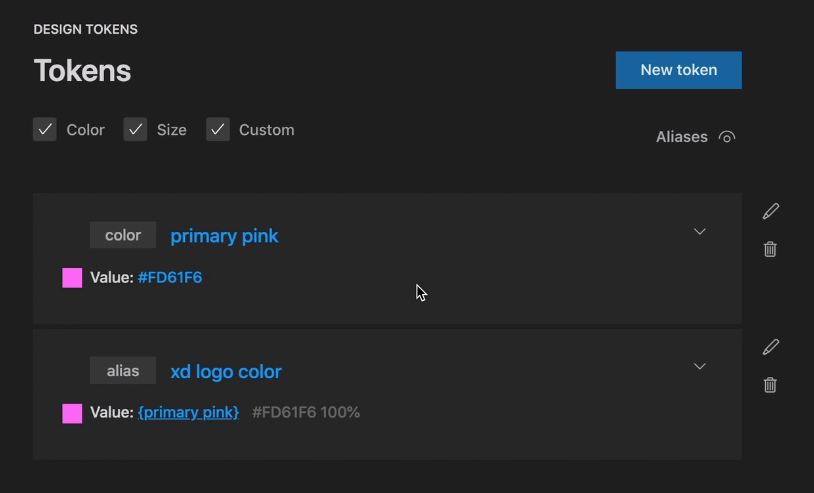 DESIGN TOKENS
Tokens
New token
Color Size Custom
Aliases
color primary pink
Value: #FD61F6
alias xd logo color
Value: {primary pink} #FD61F6 100%